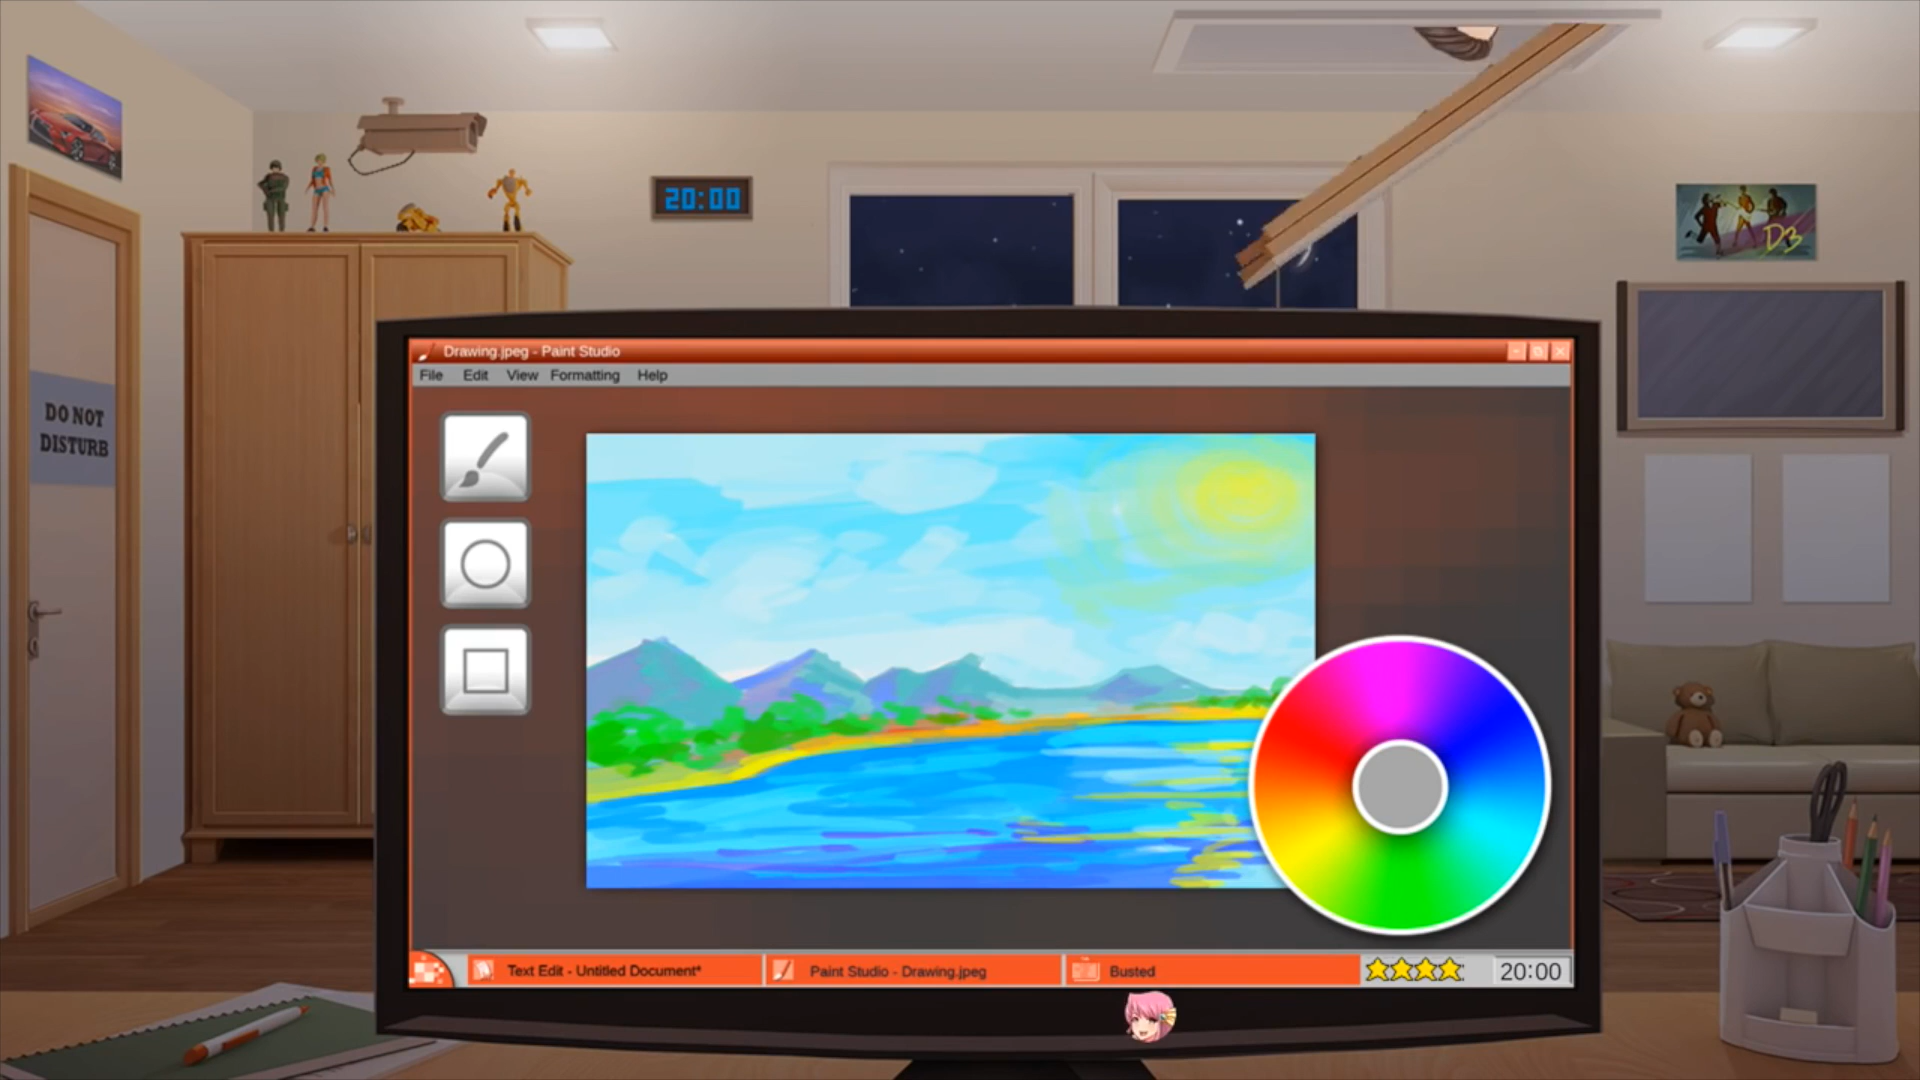 20:00
D3
DO NOT
DISTURB
Drawing.jpeg - Paint Studio
File Edit View Formatting Help
Text Edit - Untitled Document* Paint Studio - Drawing.jpeg Busted 20:00